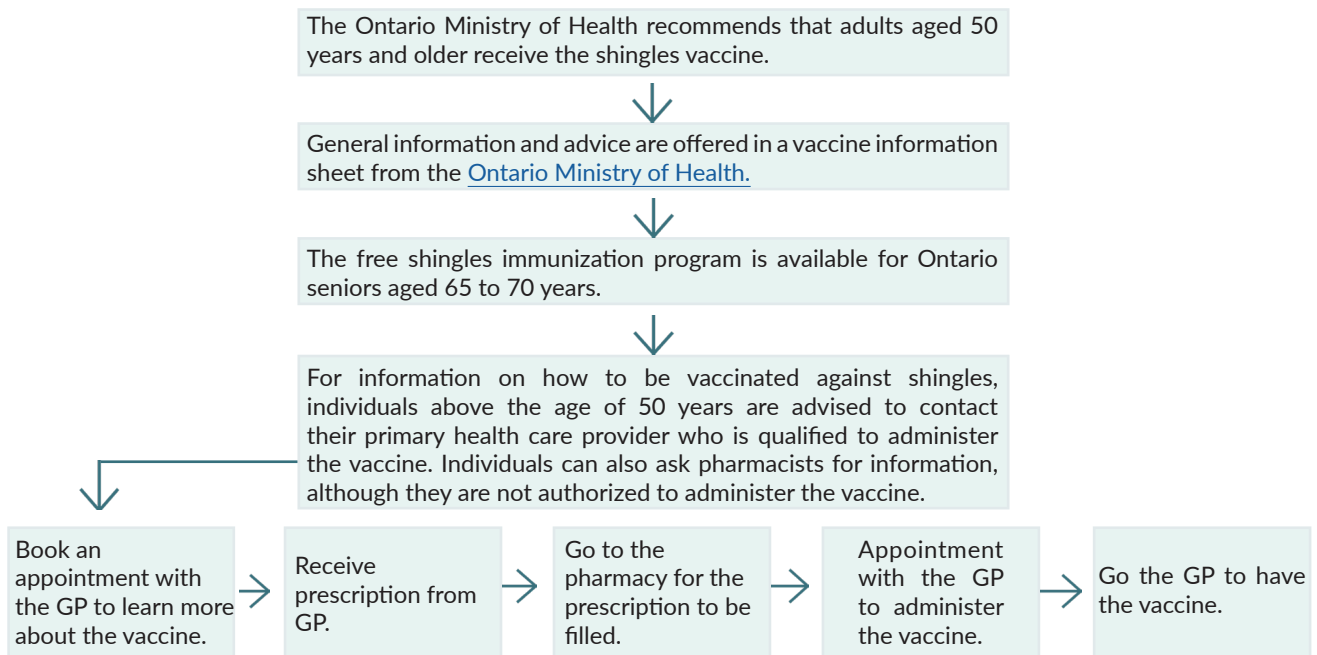 The Ontario Ministry of Health recommends that adults aged 50
years and older receive the shingles vaccine.
General information and advice are offered in a vaccine information
sheet from the Ontario Ministry of Health.
The free shingles immunization program is available for Ontario
seniors aged 65 to 70 years.
For information on how to be vaccinated against shingles,
individuals above the age of 50 years are advised to contact
their primary health care provider who is qualified to administer
the vaccine. Individuals can also ask pharmacists for information,
although they are not authorized to administer the vaccine.
Book an
appointment with
the GP to learn more
about the vaccine.
Receive
prescription from
GP.
Go to the
pharmacy for the
prescription to be
filled.
Appointment
with the GP
to administer
the vaccine.
Go the GP to have
the vaccine.